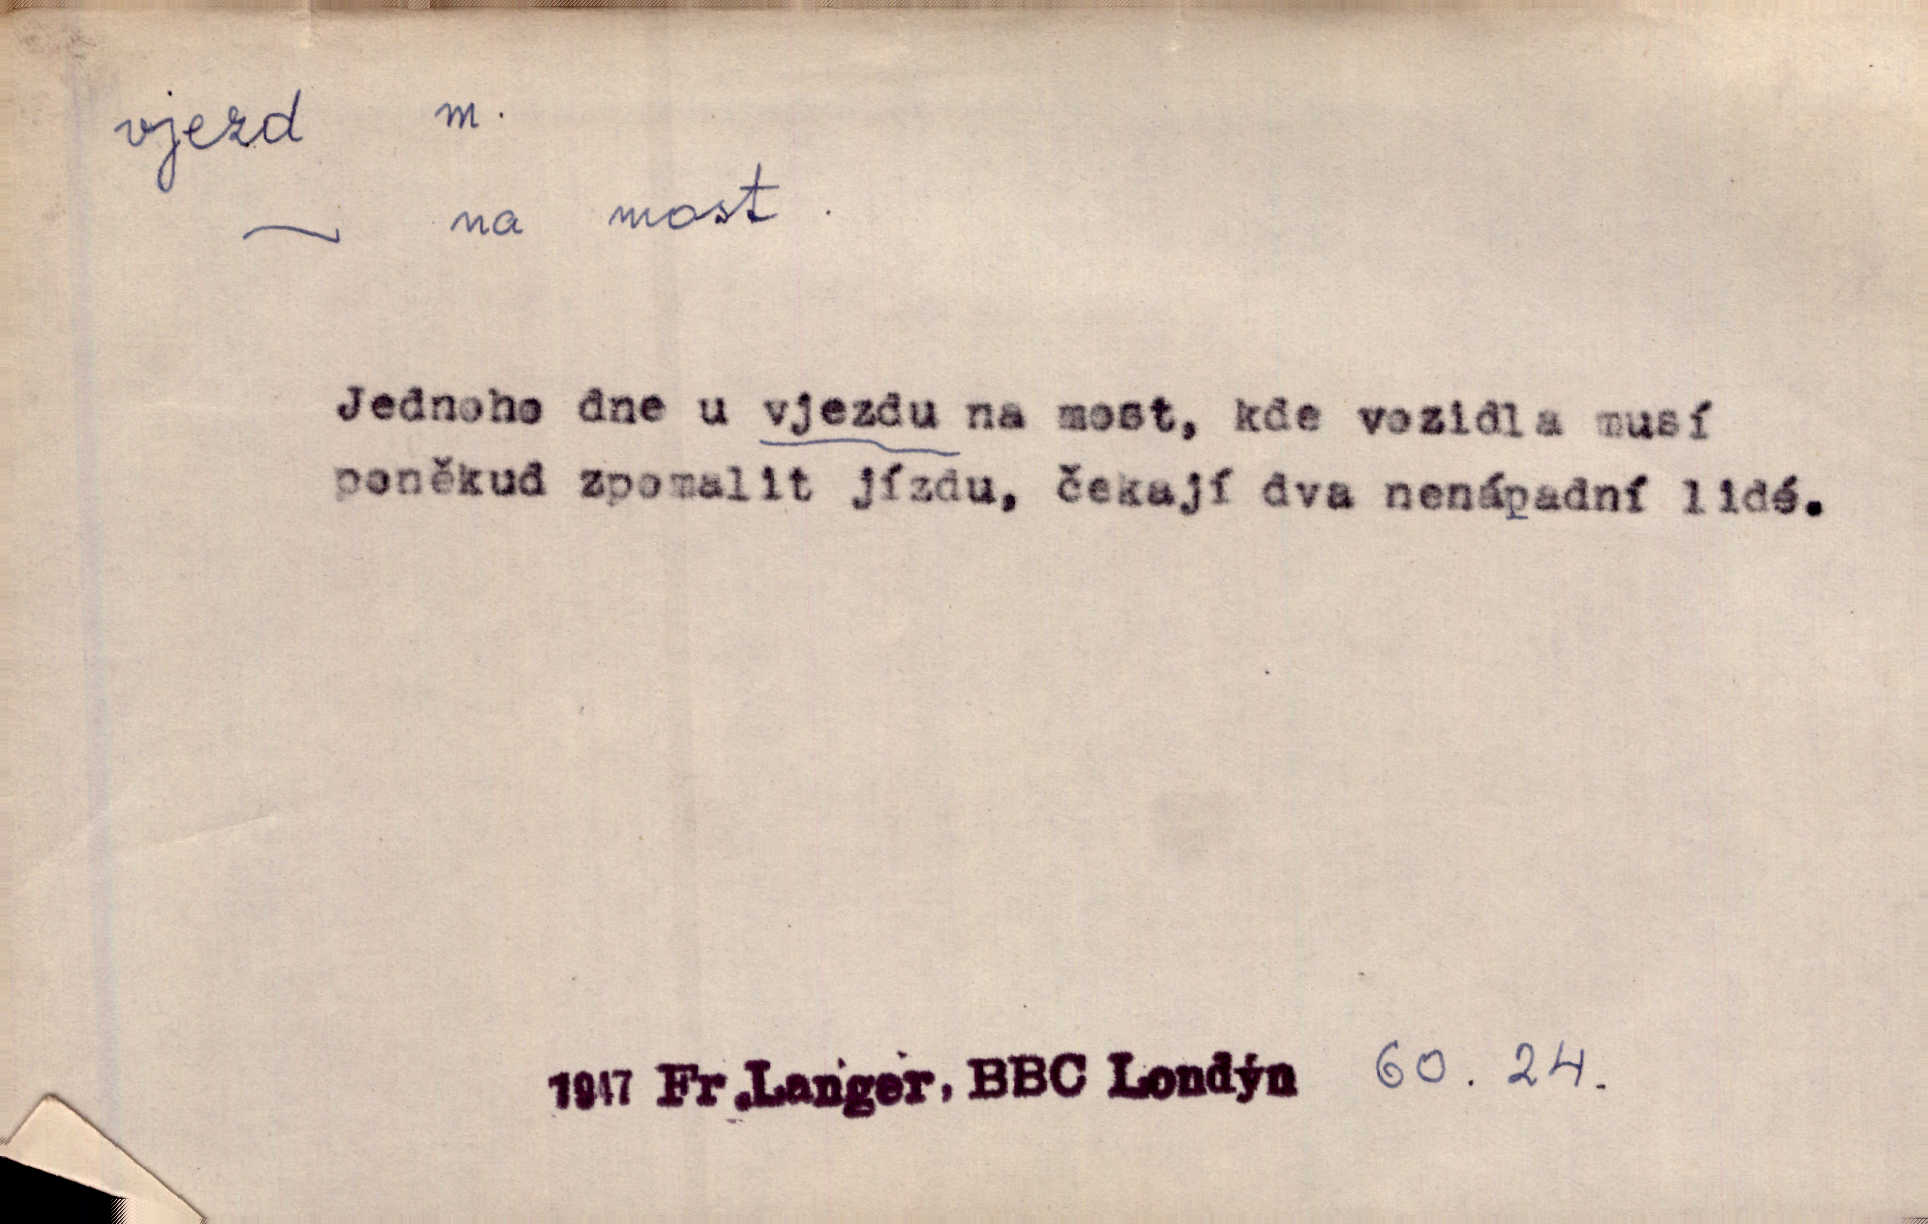 vjezd m.
~ na most.
Jednoho dne u vjezdu na most, kde vozidla musí
poněkud zpomalit jízdu, čekají dva nenápadní lidé.
1947 Fr.Langer, BBC Londýn 60. 24.